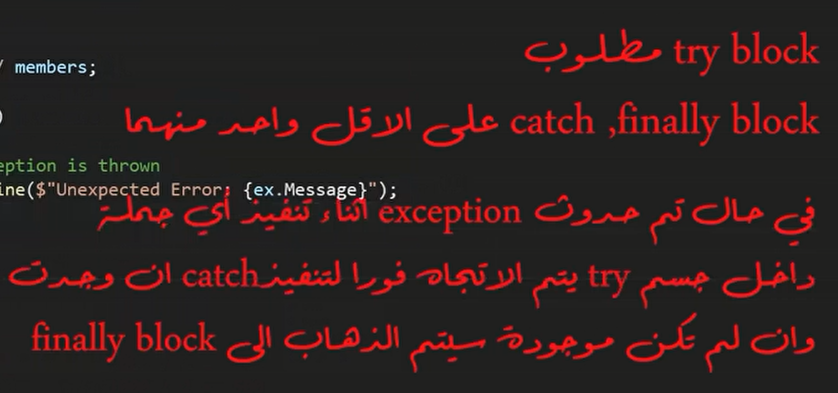 try block مطلوب
/ members;
catch ,finally block على الاقل واحد منهما
)
eption is thrown
ine($"Unexpected Error: {ex.Message}");
في حال تم حدوث exception اثناء تنفيذ أي جملة
داخل جسم try يتم الاتجاه فورا لتنفيذcatch ان وجدت
وان لم تكن موجودة سيتم الذهاب الى finally block